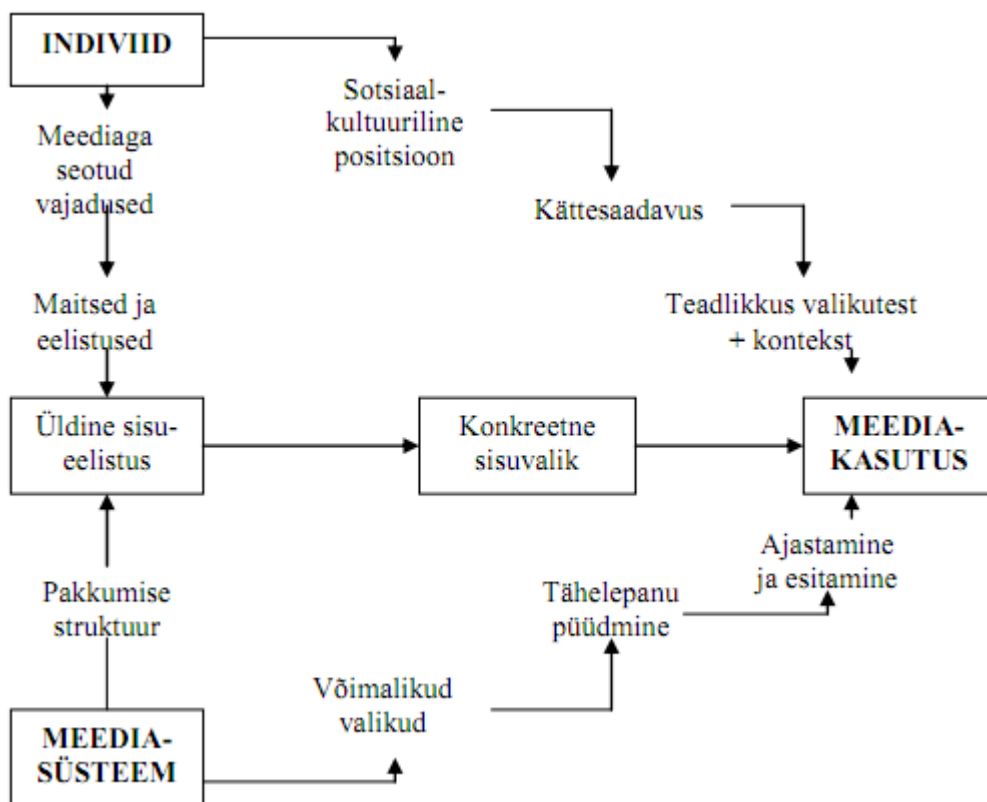 INDIVIID
Sotsiaal-
kultuuriline
positsioon
Meediaga
seotud
vajadused
Kättesaadavus
Maitsed ja
eelistused
Teadlikkus valikutest
+ kontekst
Üldine sisu-
eelistus
Konkreetne
sisuvalik
MEEDIA-
KASUTUS
Ajastamine
ja esitamine
Pakkumise
struktuur
Tähelepanu
püüdmine
Võimalikud
valikud
MEEDIA-
SÜSTEEM